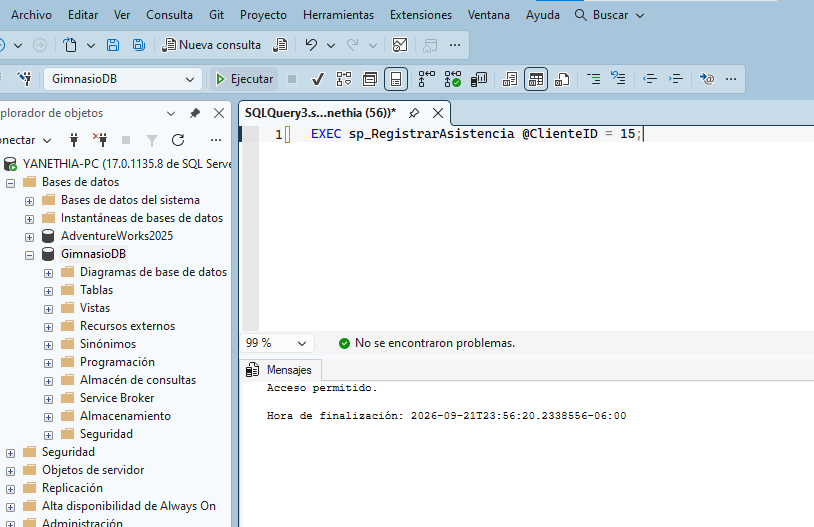 Archivo Editar Ver Consulta Git Proyecto Herramientas Extensiones Ventana Ayuda Buscar
Nueva consulta
GimnasioDB Ejecutar
plorador de objetos
nectar
YANETHIA-PC (17.0.1135.8 de SQL Serve
Bases de datos
Bases de datos del sistema
Instantáneas de bases de datos
AdventureWorks2025
GimnasioDB
Diagramas de base de datos
Tablas
Vistas
Recursos externos
Sinónimos
Programación
Almacén de consultas
Service Broker
Almacenamiento
Seguridad
Seguridad
Objetos de servidor
Replicación
Alta disponibilidad de Always On
Administración
SQLQuery3.s...nethia (56))*
1 EXEC sp_RegistrarAsistencia @ClienteID = 15;
99 % No se encontraron problemas.
Mensajes
Acceso permitido.
Hora de finalización: 2026-09-21T23:56:20.2338556-06:00